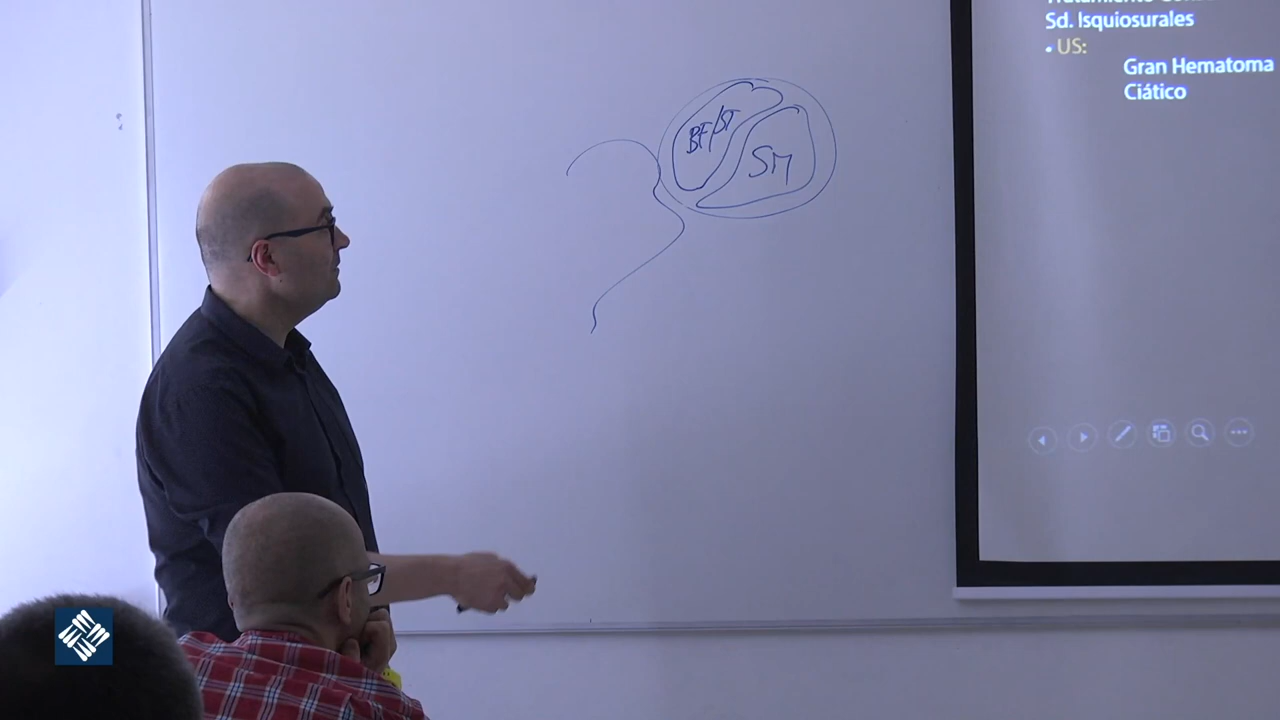 BF/ST
SM
Sd. Isquiosurales
• US:
Gran Hematoma
Ciático